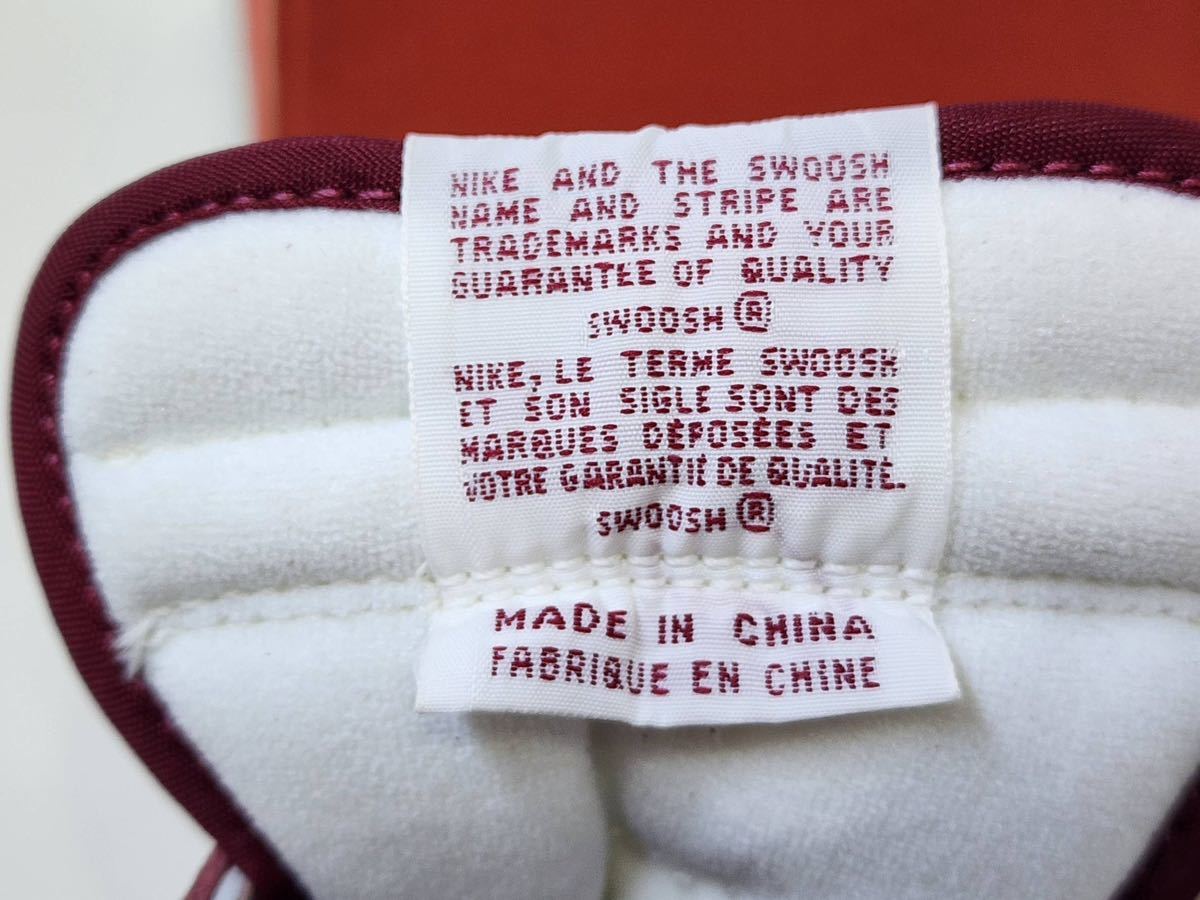 NIKE AND THE SWOOSH
NAME AND STRIPE ARE
TRADEMARKS AND YOUR
GUARANTEE OF QUALITY
SWOOSH®
NIKE, LE TERME SWOOSH
ET SON SIGLE SONT DES
MARQUES DÉPOSÉES ET
VOTRE GARANTIE DE QUALITÉ.
SWOOSH®
MADE IN CHINA
FABRIQUE EN CHINE